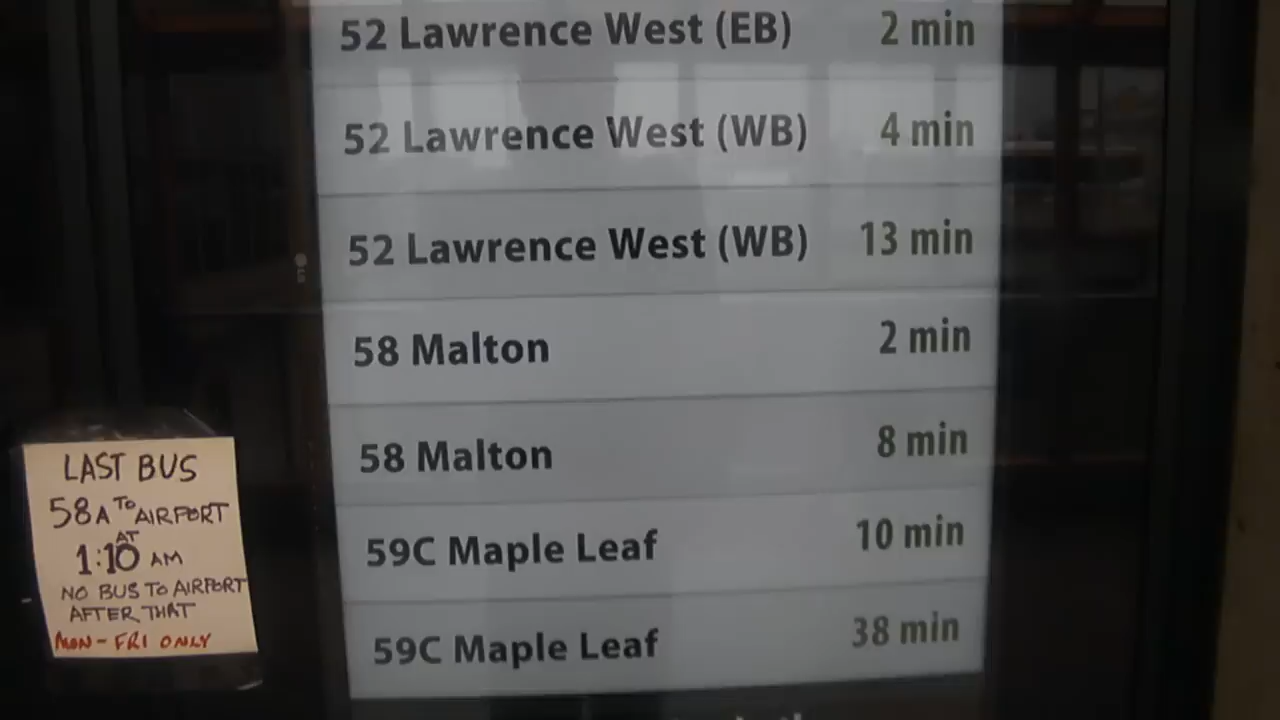 52 Lawrence West (EB) 2 min
52 Lawrence West (WB) 4 min
52 Lawrence West (WB) 13 min
58 Malton 2 min
58 Malton 8 min
59C Maple Leaf 10 min
59C Maple Leaf 38 min
LG
LAST BUS
58A TO AIRPORT
AT
1:10 AM
NO BUS TO AIRPORT
AFTER THAT
MON-FRI ONLY